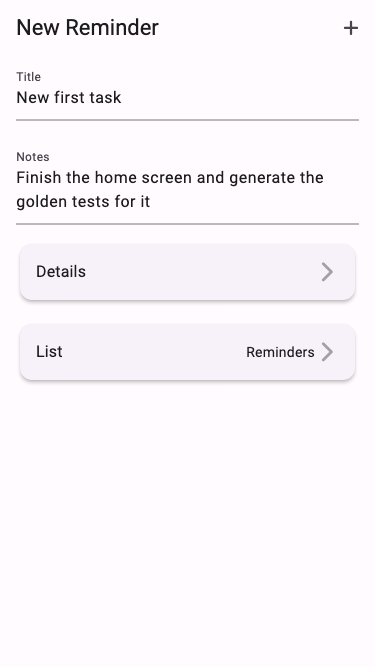 New Reminder
Title
New first task
Notes
Finish the home screen and generate the
golden tests for it
Details
List Reminders